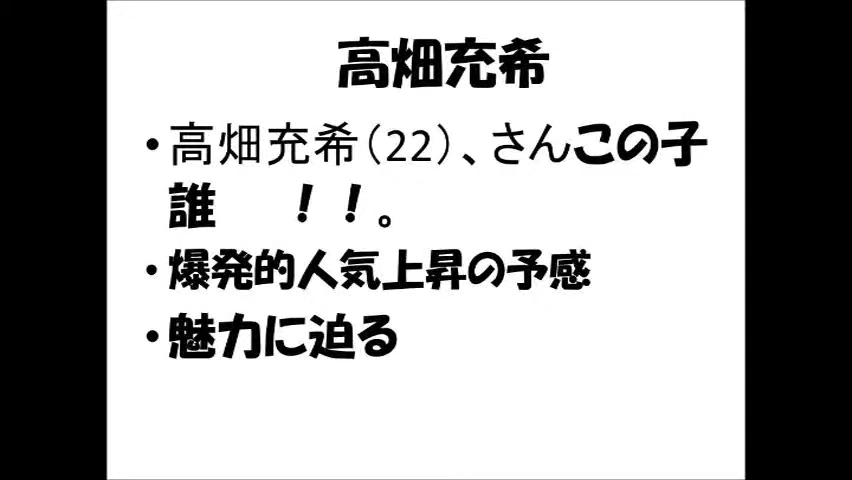 高畑充希
•高畑充希（22）、さんこの子
誰　！！。
•爆発的人気上昇の予感
•魅力に迫る